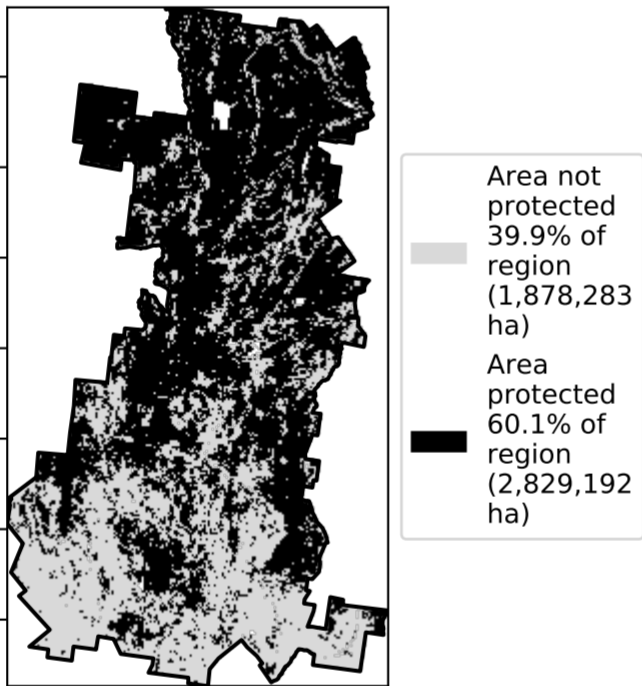 Area not
protected
39.9% of
region
(1,878,283
ha)
Area
protected
60.1% of
region
(2,829,192
ha)